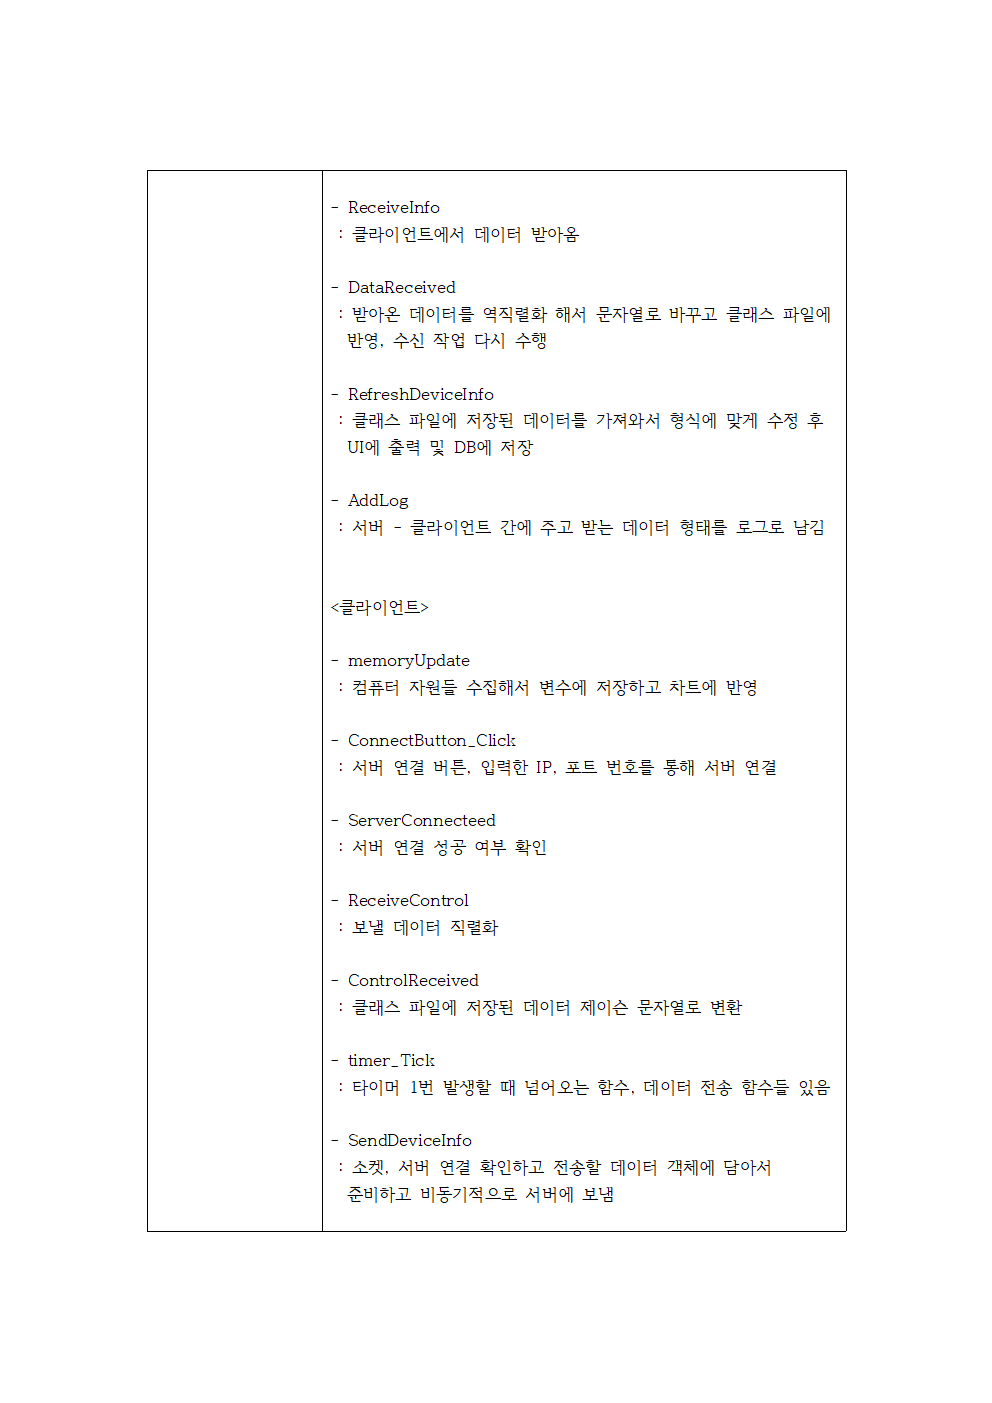 - ReceiveInfo
: 클라이언트에서 데이터 받아옴
- DataReceived
: 받아온 데이터를 역직렬화 해서 문자열로 바꾸고 클래스 파일에
반영, 수신 작업 다시 수행
- RefreshDeviceInfo
: 클래스 파일에 저장된 데이터를 가져와서 형식에 맞게 수정 후
UI에 출력 및 DB에 저장
- AddLog
: 서버 - 클라이언트 간에 주고 받는 데이터 형태를 로그로 남김
<클라이언트>
- memoryUpdate
: 컴퓨터 자원들 수집해서 변수에 저장하고 차트에 반영
- ConnectButton_Click
: 서버 연결 버튼, 입력한 IP, 포트 번호를 통해 서버 연결
- ServerConnecteed
: 서버 연결 성공 여부 확인
- ReceiveControl
: 보낼 데이터 직렬화
- ControlReceived
: 클래스 파일에 저장된 데이터 제이슨 문자열로 변환
- timer_Tick
: 타이머 1번 발생할 때 넘어오는 함수, 데이터 전송 함수들 있음
- SendDeviceInfo
: 소켓, 서버 연결 확인하고 전송할 데이터 객체에 담아서
준비하고 비동기적으로 서버에 보냄